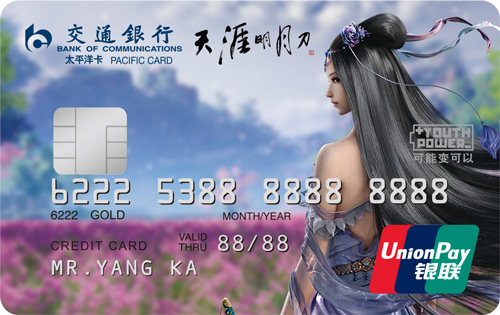 交通银行
BANK OF COMMUNICATIONS
太平洋卡 PACIFIC CARD
天涯明月刀
+YOUTH
POWER
可能变可以
6222 5388 8888 8888
6222 GOLD
MONTH/YEAR
CREDIT CARD VALID THRU 88/88
MR.YANG KA
UnionPay
银联